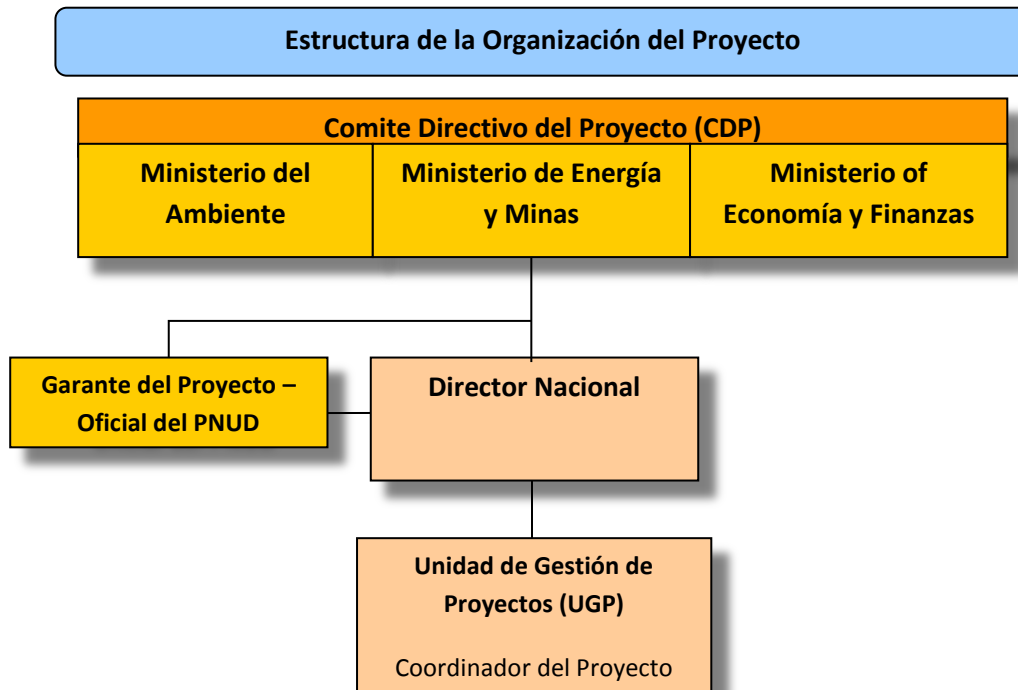 Estructura de la Organización del Proyecto
Comite Directivo del Proyecto (CDP)
Ministerio del
Ambiente
Ministerio de Energía
y Minas
Ministerio of
Economía y Finanzas
Garante del Proyecto –
Oficial del PNUD
Director Nacional
Unidad de Gestión de
Proyectos (UGP)
Coordinador del Proyecto